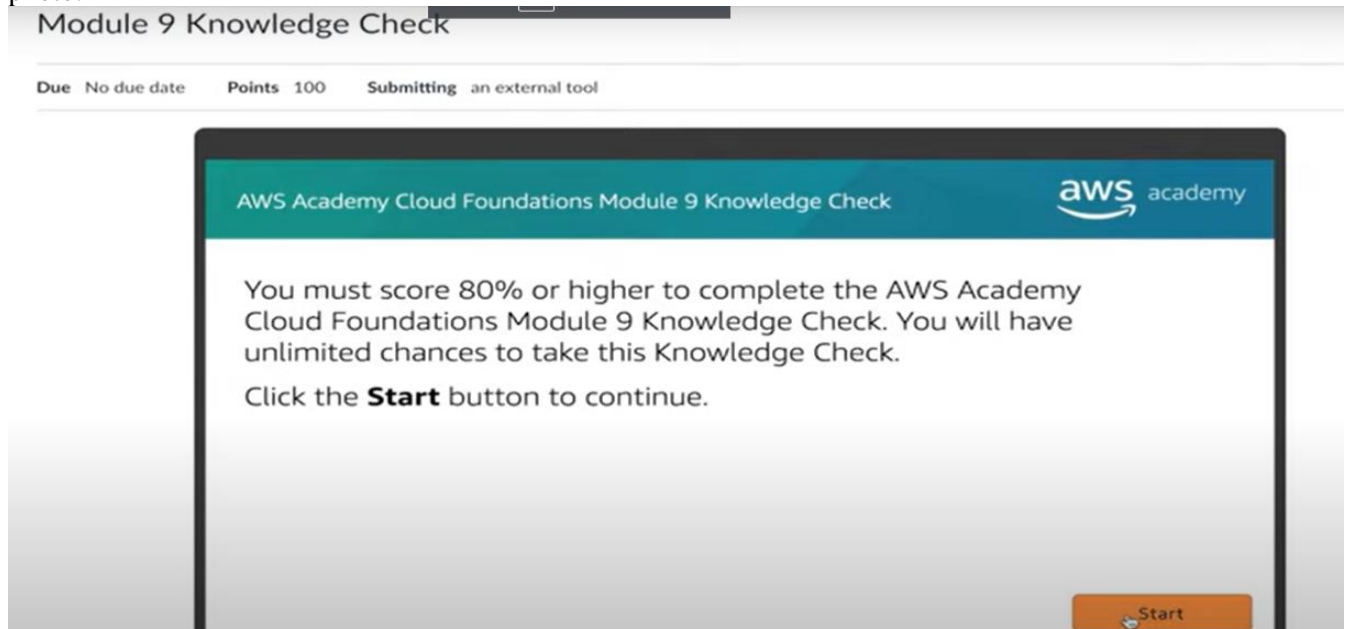 Module 9 Knowledge Check
Due No due date Points 100 Submitting an external tool
AWS Academy Cloud Foundations Module 9 Knowledge Check
aws academy
You must score 80% or higher to complete the AWS Academy
Cloud Foundations Module 9 Knowledge Check. You will have
unlimited chances to take this Knowledge Check.
Click the Start button to continue.
Start